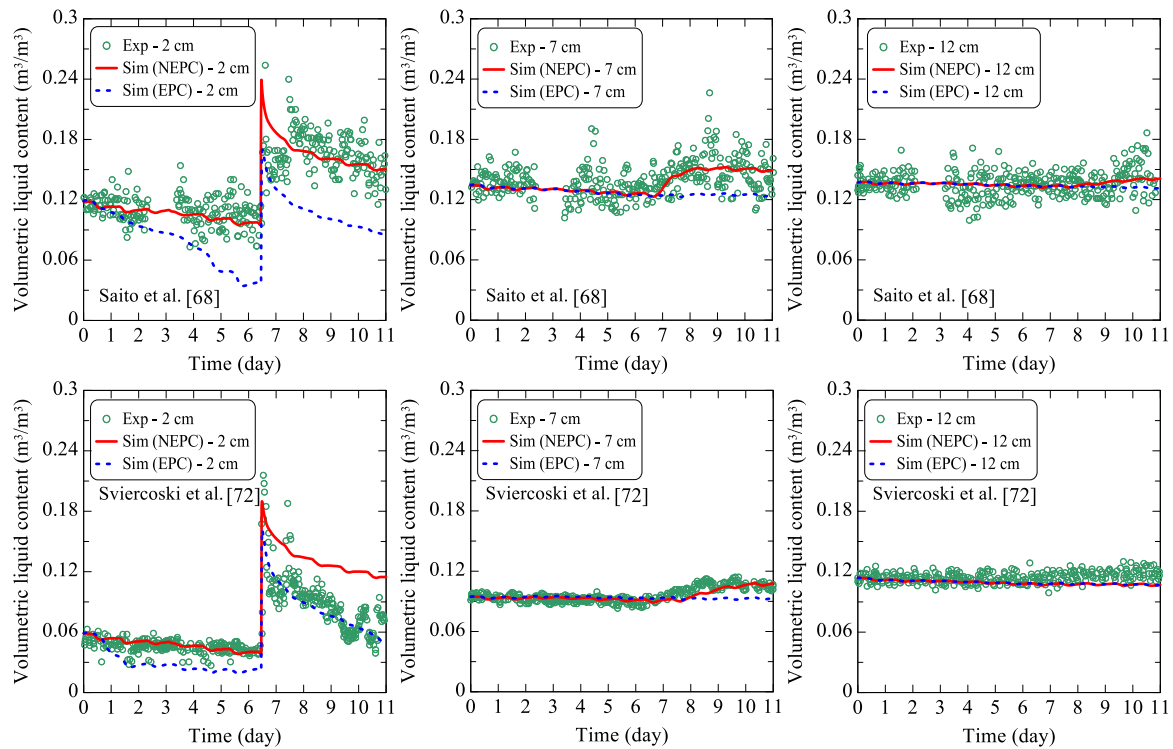 Volumetric liquid content (m³/m³)
0.3
0.24
0.18
0.12
0.06
0
Exp - 2 cm
Sim (NEPC) - 2 cm
Sim (EPC) - 2 cm
Saito et al. [68]
0 1 2 3 4 5 6 7 8 9 10 11
Time (day)
Volumetric liquid content (m³/m³)
0.3
0.24
0.18
0.12
0.06
0
Exp - 7 cm
Sim (NEPC) - 7 cm
Sim (EPC) - 7 cm
Saito et al. [68]
0 1 2 3 4 5 6 7 8 9 10 11
Time (day)
Volumetric liquid content (m³/m³)
0.3
0.24
0.18
0.12
0.06
0
Exp - 12 cm
Sim (NEPC) - 12 cm
Sim (EPC) - 12 cm
Saito et al. [68]
0 1 2 3 4 5 6 7 8 9 10 11
Time (day)
Volumetric liquid content (m³/m³)
0.3
0.24
0.18
0.12
0.06
0
Exp - 2 cm
Sim (NEPC) - 2 cm
Sim (EPC) - 2 cm
Sviercoski et al. [72]
0 1 2 3 4 5 6 7 8 9 10 11
Time (day)
Volumetric liquid content (m³/m³)
0.3
0.24
0.18
0.12
0.06
0
Exp - 7 cm
Sim (NEPC) - 7 cm
Sim (EPC) - 7 cm
Sviercoski et al. [72]
0 1 2 3 4 5 6 7 8 9 10 11
Time (day)
Volumetric liquid content (m³/m³)
0.3
0.24
0.18
0.12
0.06
0
Exp - 12 cm
Sim (NEPC) - 12 cm
Sim (EPC) - 12 cm
Sviercoski et al. [72]
0 1 2 3 4 5 6 7 8 9 10 11
Time (day)